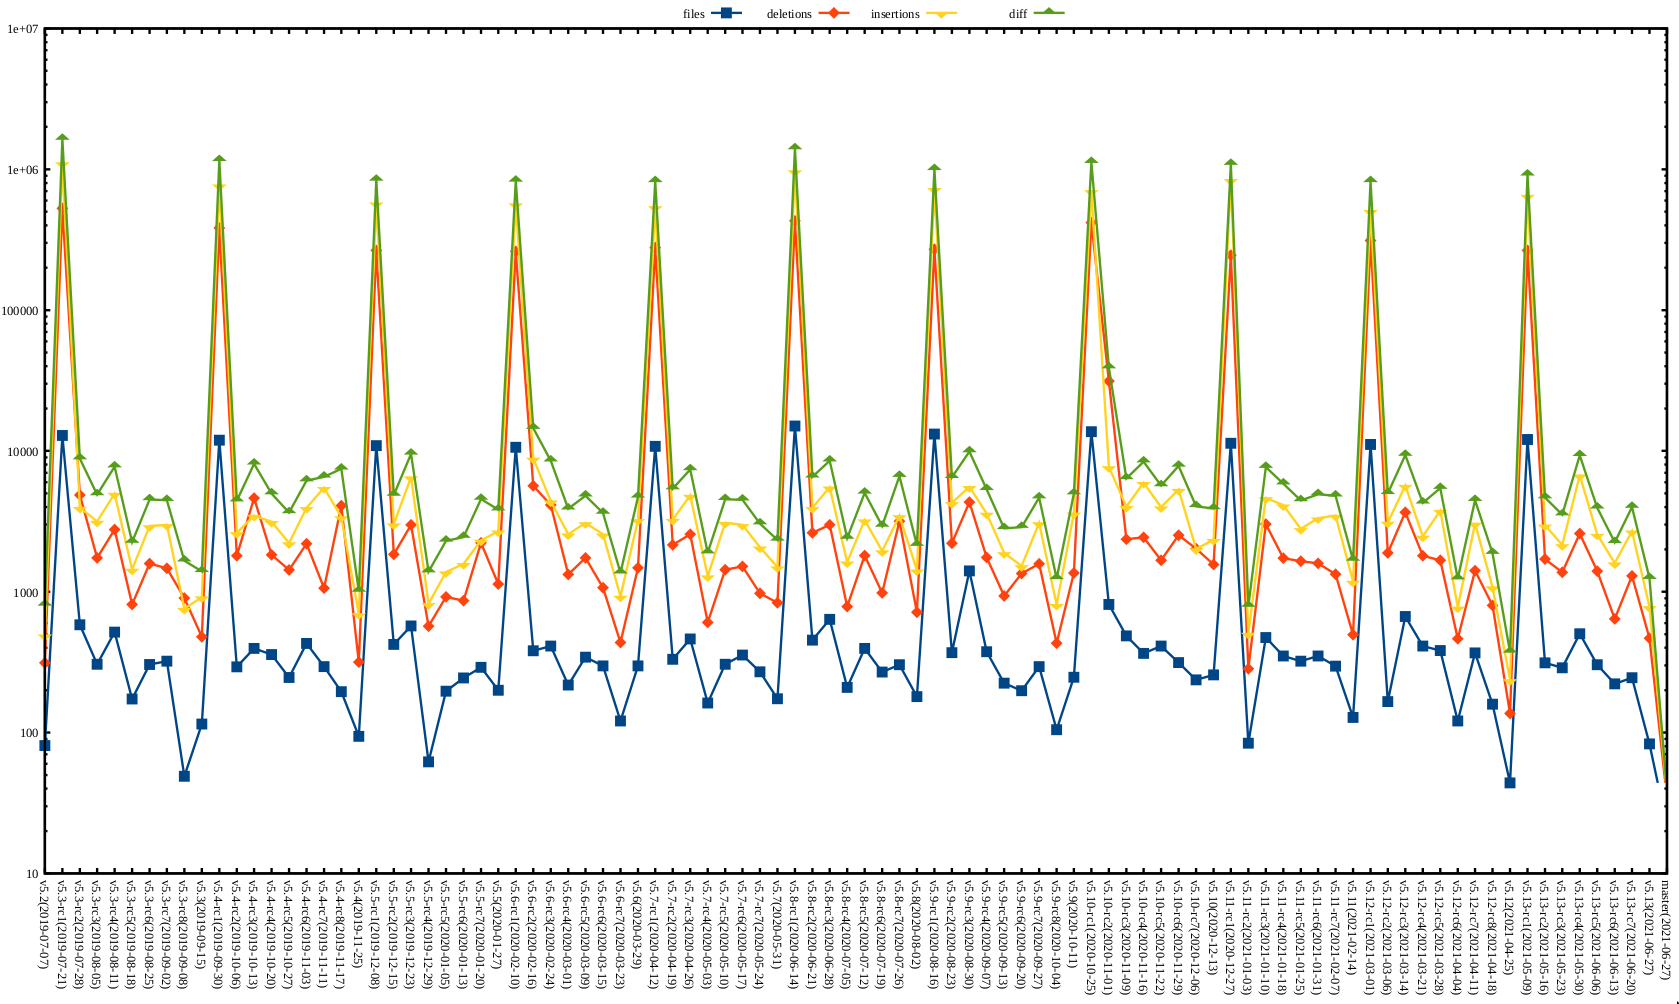 files deletions insertions diff
1e+07
1e+06
100000
10000
1000
100
10
v5.2(2019-07-07)
v5.3-rc1(2019-07-21)
v5.3-rc2(2019-07-28)
v5.3-rc3(2019-08-05)
v5.3-rc4(2019-08-11)
v5.3-rc5(2019-08-18)
v5.3-rc6(2019-08-25)
v5.3-rc7(2019-09-02)
v5.3-rc8(2019-09-08)
v5.3(2019-09-15)
v5.4-rc1(2019-09-30)
v5.4-rc2(2019-10-06)
v5.4-rc3(2019-10-13)
v5.4-rc4(2019-10-20)
v5.4-rc5(2019-10-27)
v5.4-rc6(2019-11-03)
v5.4-rc7(2019-11-11)
v5.4-rc8(2019-11-17)
v5.4(2019-11-25)
v5.5-rc1(2019-12-08)
v5.5-rc2(2019-12-15)
v5.5-rc3(2019-12-23)
v5.5-rc4(2019-12-29)
v5.5-rc5(2020-01-05)
v5.5-rc6(2020-01-13)
v5.5-rc7(2020-01-20)
v5.5(2020-01-27)
v5.6-rc1(2020-02-10)
v5.6-rc2(2020-02-16)
v5.6-rc3(2020-02-24)
v5.6-rc4(2020-03-01)
v5.6-rc5(2020-03-09)
v5.6-rc6(2020-03-15)
v5.6-rc7(2020-03-23)
v5.6(2020-03-29)
v5.7-rc1(2020-04-12)
v5.7-rc2(2020-04-19)
v5.7-rc3(2020-04-26)
v5.7-rc4(2020-05-03)
v5.7-rc5(2020-05-10)
v5.7-rc6(2020-05-17)
v5.7-rc7(2020-05-24)
v5.7(2020-05-31)
v5.8-rc1(2020-06-14)
v5.8-rc2(2020-06-21)
v5.8-rc3(2020-06-28)
v5.8-rc4(2020-07-05)
v5.8-rc5(2020-07-12)
v5.8-rc6(2020-07-19)
v5.8-rc7(2020-07-26)
v5.8(2020-08-02)
v5.9-rc1(2020-08-16)
v5.9-rc2(2020-08-23)
v5.9-rc3(2020-08-30)
v5.9-rc4(2020-09-07)
v5.9-rc5(2020-09-13)
v5.9-rc6(2020-09-20)
v5.9-rc7(2020-09-27)
v5.9-rc8(2020-10-04)
v5.9(2020-10-11)
v5.10-rc1(2020-10-25)
v5.10-rc2(2020-11-01)
v5.10-rc3(2020-11-09)
v5.10-rc4(2020-11-16)
v5.10-rc5(2020-11-22)
v5.10-rc6(2020-11-29)
v5.10-rc7(2020-12-06)
v5.10(2020-12-13)
v5.11-rc1(2020-12-27)
v5.11-rc2(2021-01-03)
v5.11-rc3(2021-01-10)
v5.11-rc4(2021-01-18)
v5.11-rc5(2021-01-25)
v5.11-rc6(2021-01-31)
v5.11-rc7(2021-02-07)
v5.11(2021-02-14)
v5.12-rc1(2021-03-01)
v5.12-rc2(2021-03-06)
v5.12-rc3(2021-03-14)
v5.12-rc4(2021-03-21)
v5.12-rc5(2021-03-28)
v5.12-rc6(2021-04-04)
v5.12-rc7(2021-04-11)
v5.12-rc8(2021-04-18)
v5.12(2021-04-25)
v5.13-rc1(2021-05-09)
v5.13-rc2(2021-05-16)
v5.13-rc3(2021-05-23)
v5.13-rc4(2021-05-30)
v5.13-rc5(2021-06-06)
v5.13-rc6(2021-06-13)
v5.13-rc7(2021-06-20)
v5.13(2021-06-27)
master(2021-06-27)